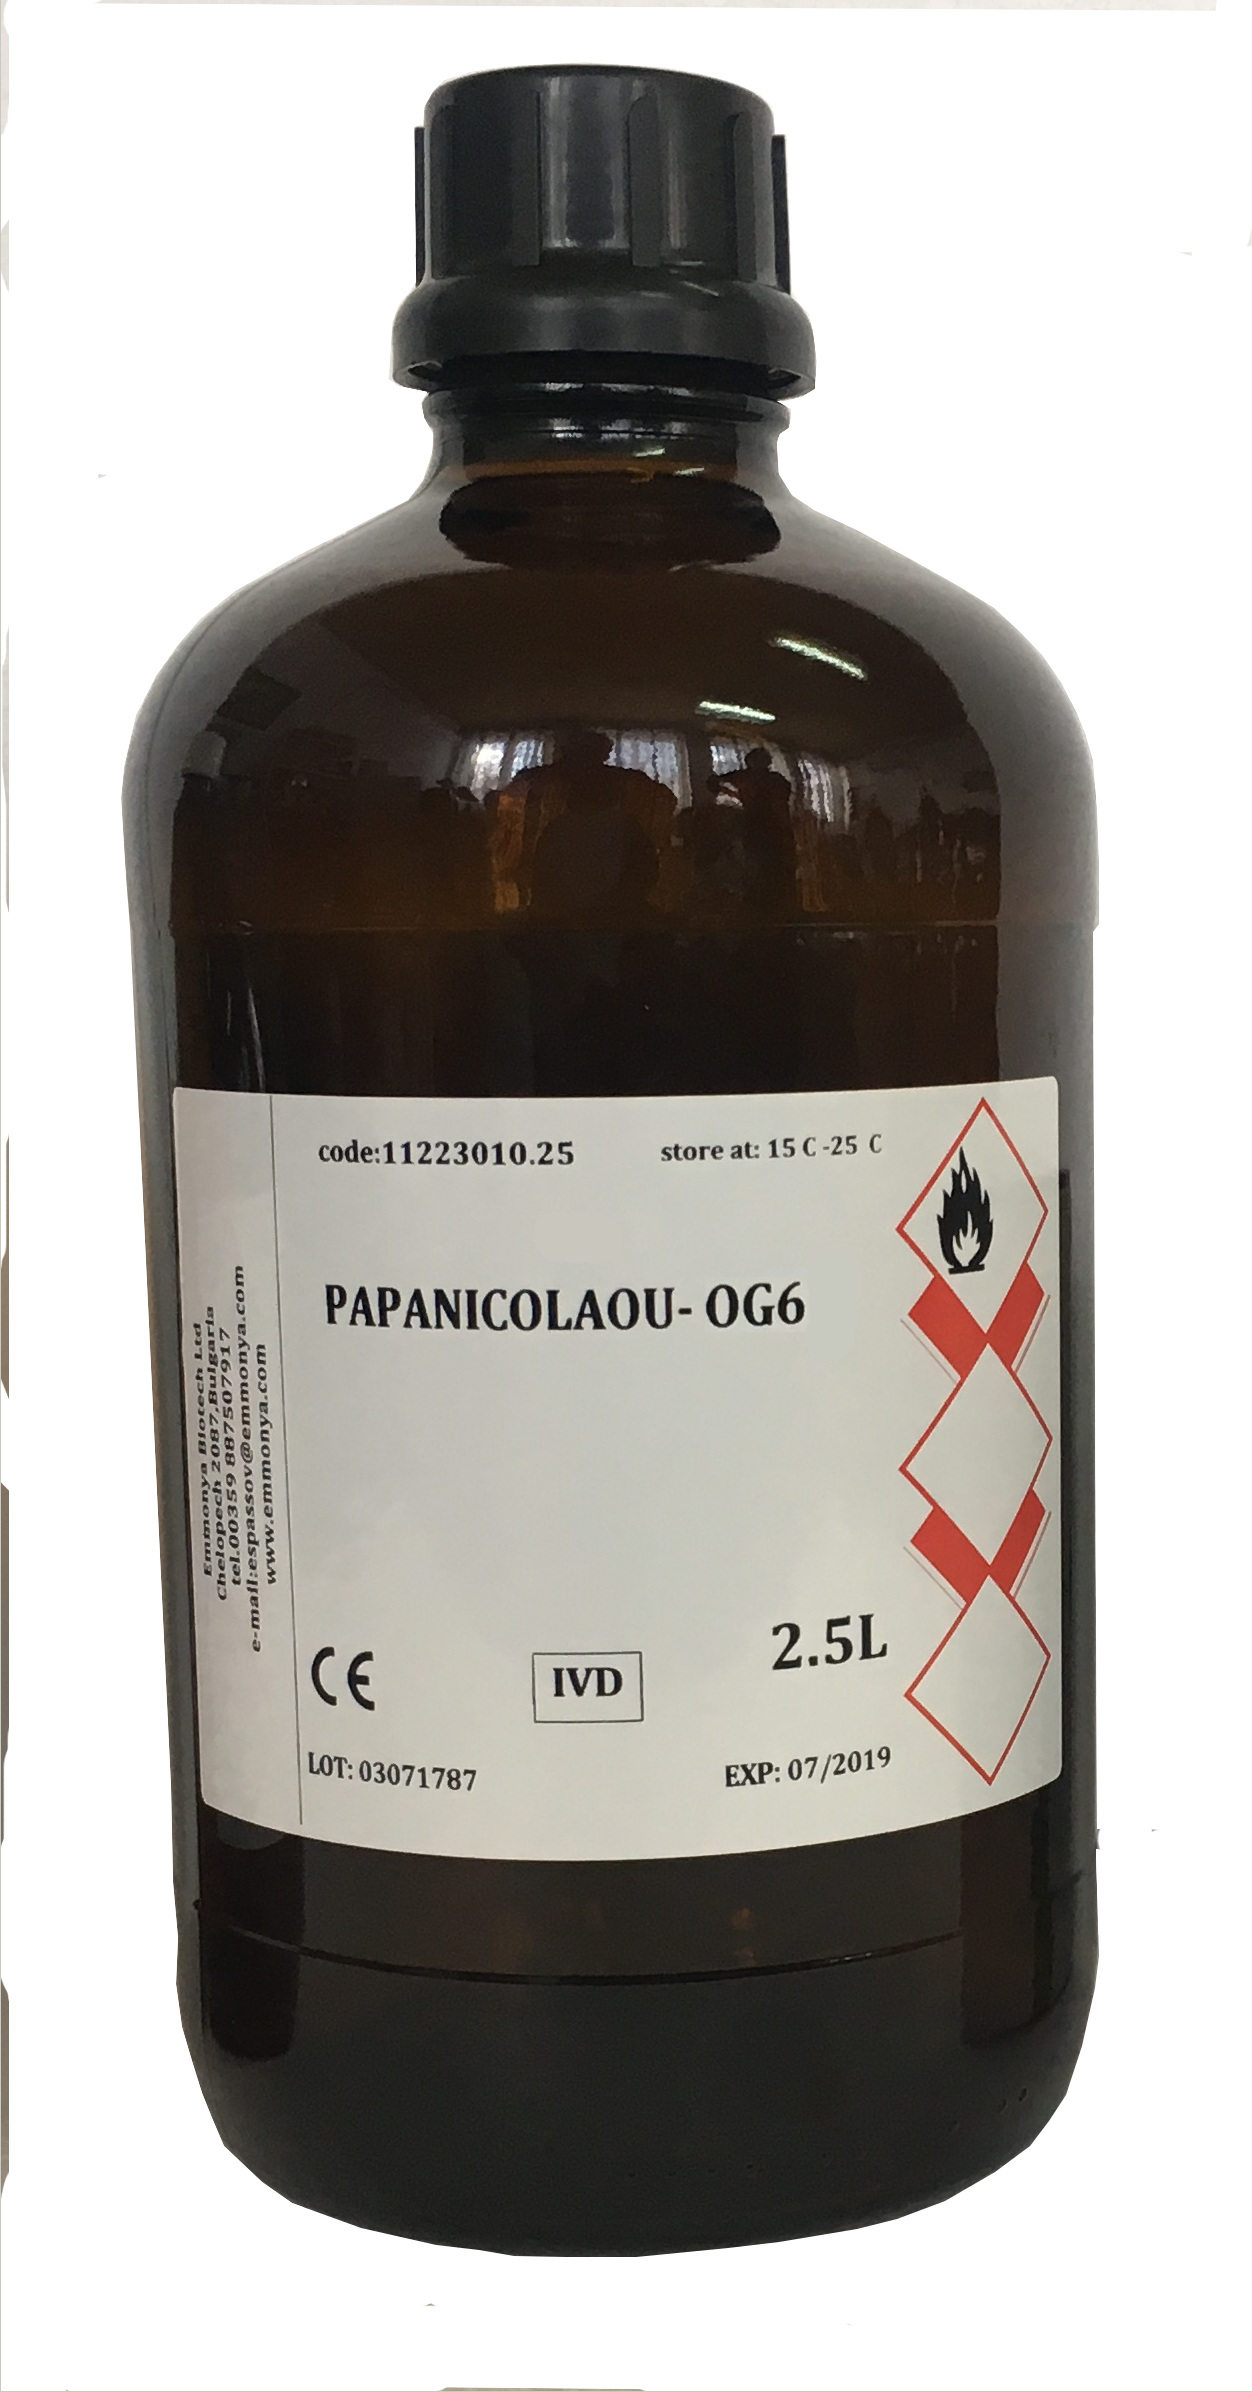 code:11223010.25
store at: 15 C -25 C
PAPANICOLAOU- OG6
Emmonya Biotech Ltd
Chelopech 2087,Bulgaria
tel.00359 887507917
e-mail:espassov@emmonya.com
www.emmonya.com
2.5L
CE
IVD
LOT: 03071787
EXP: 07/2019